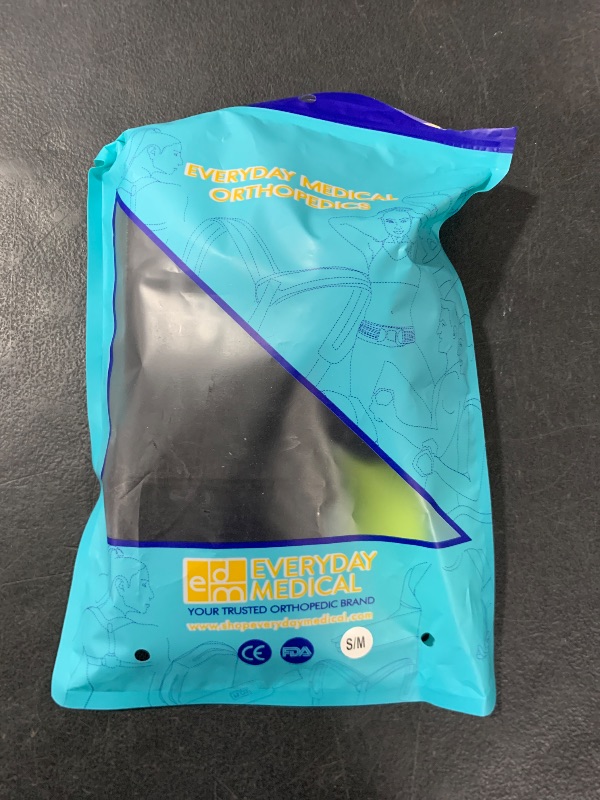 EVERYDAY MEDICAL
ORTHOPEDICS
edm
EVERYDAY
MEDICAL
YOUR TRUSTED ORTHOPEDIC BRAND
www.shopeverydaymedical.com
CE
FDA
S/M